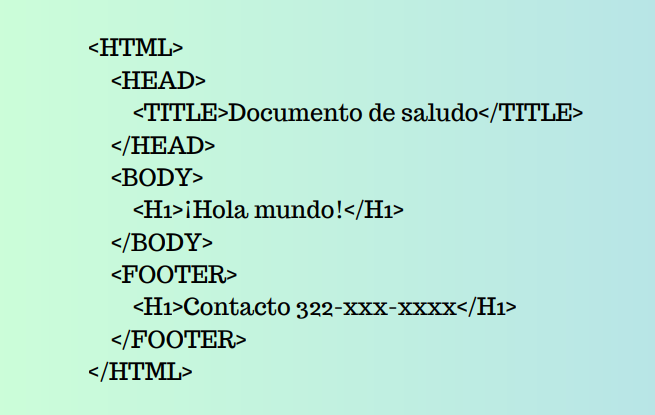 <HTML>
<HEAD>
<TITLE>Documento de saludo</TITLE>
</HEAD>
<BODY>
<H1>¡Hola mundo!</H1>
</BODY>
<FOOTER>
<H1>Contacto 322-xxx-xxxx</H1>
</FOOTER>
</HTML>